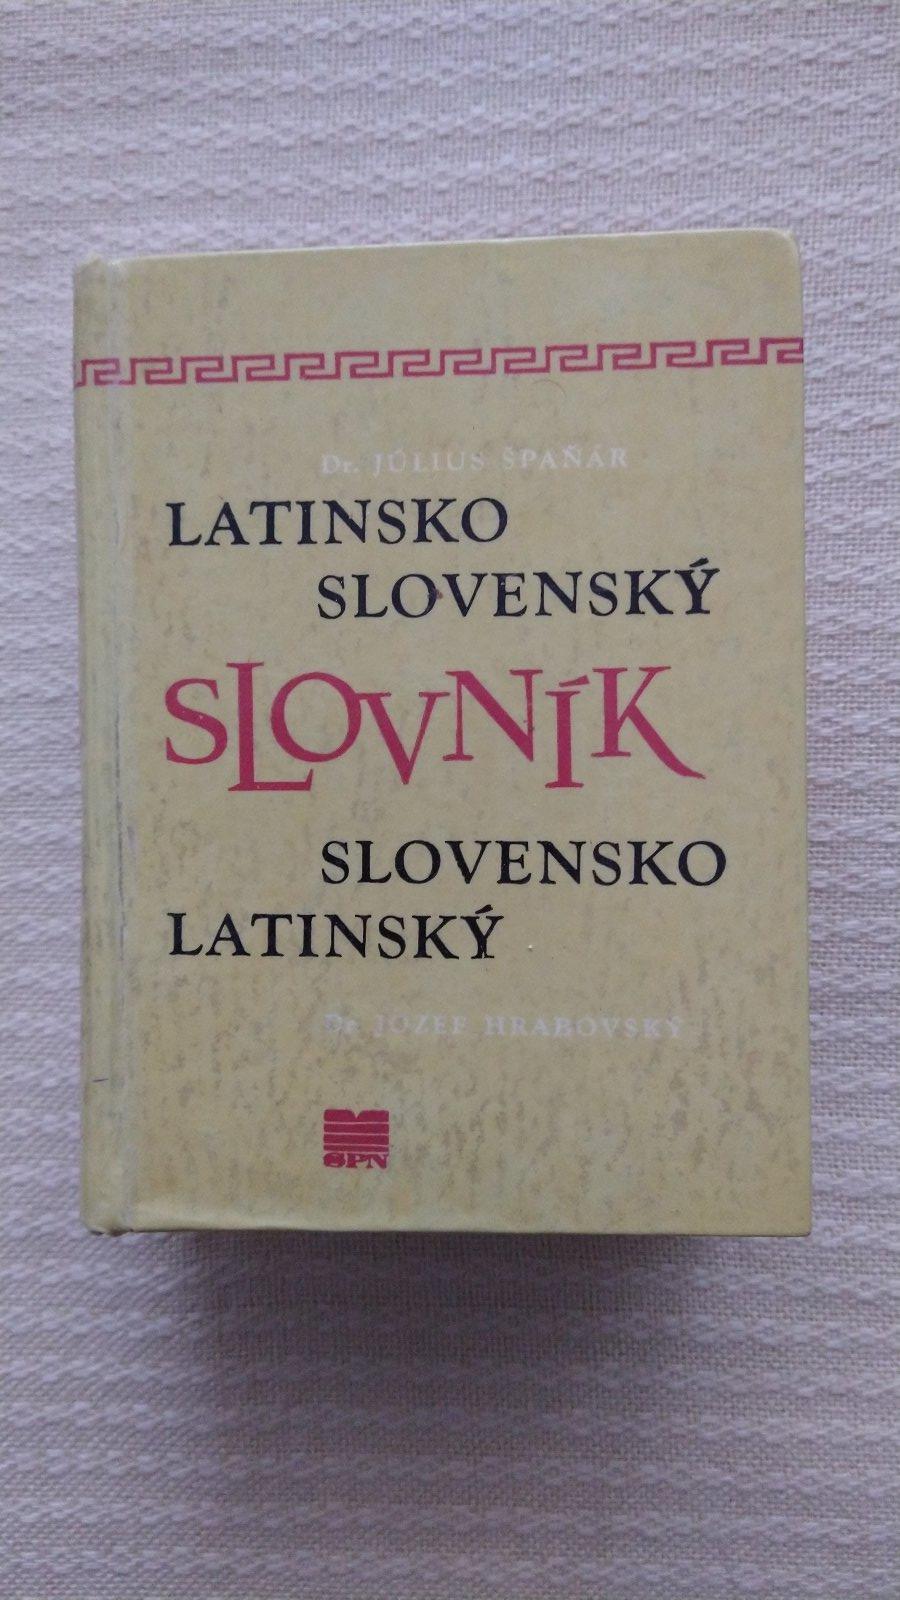 Dr. JÚLIUS ŠPAŇÁR
LATINSKO
SLOVENSKÝ
SLOVNÍK
SLOVENSKO
LATINSKÝ
Dr. JOZEF HRABOVSKÝ
SPN